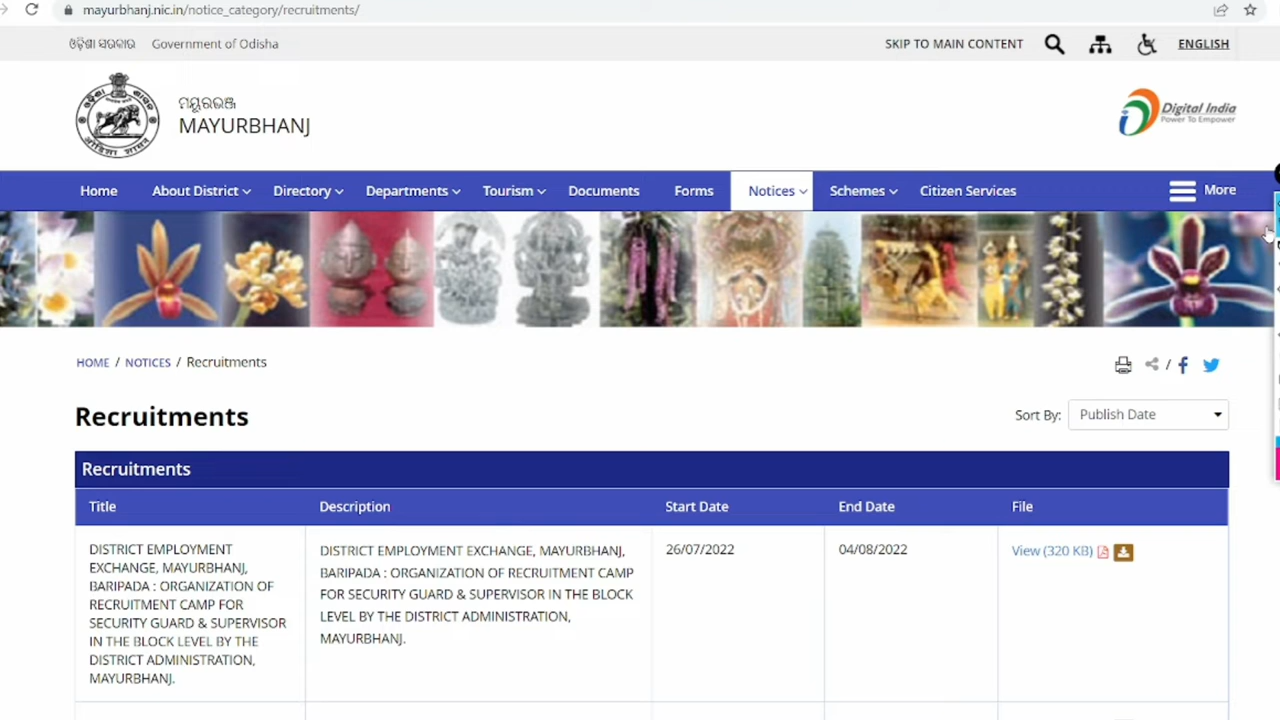 mayurbhanj.nic.in/notice_category/recruitments/
ଓଡ଼ିଶା ସରକାର Government of Odisha
SKIP TO MAIN CONTENT ENGLISH
ମୟୂରଭଞ୍ଜ
MAYURBHANJ
Digital India
Power To Empower
Home About District Directory Departments Tourism Documents Forms Notices Schemes Citizen Services More
HOME / NOTICES / Recruitments
Recruitments
Sort By: Publish Date
Recruitments
Title Description Start Date End Date File
DISTRICT EMPLOYMENT
EXCHANGE, MAYURBHANJ,
BARIPADA : ORGANIZATION OF
RECRUITMENT CAMP FOR
SECURITY GUARD & SUPERVISOR
IN THE BLOCK LEVEL BY THE
DISTRICT ADMINISTRATION,
MAYURBHANJ.
DISTRICT EMPLOYMENT EXCHANGE, MAYURBHANJ,
BARIPADA : ORGANIZATION OF RECRUITMENT CAMP
FOR SECURITY GUARD & SUPERVISOR IN THE BLOCK
LEVEL BY THE DISTRICT ADMINISTRATION,
MAYURBHANJ.
26/07/2022
04/08/2022
View (320 KB)